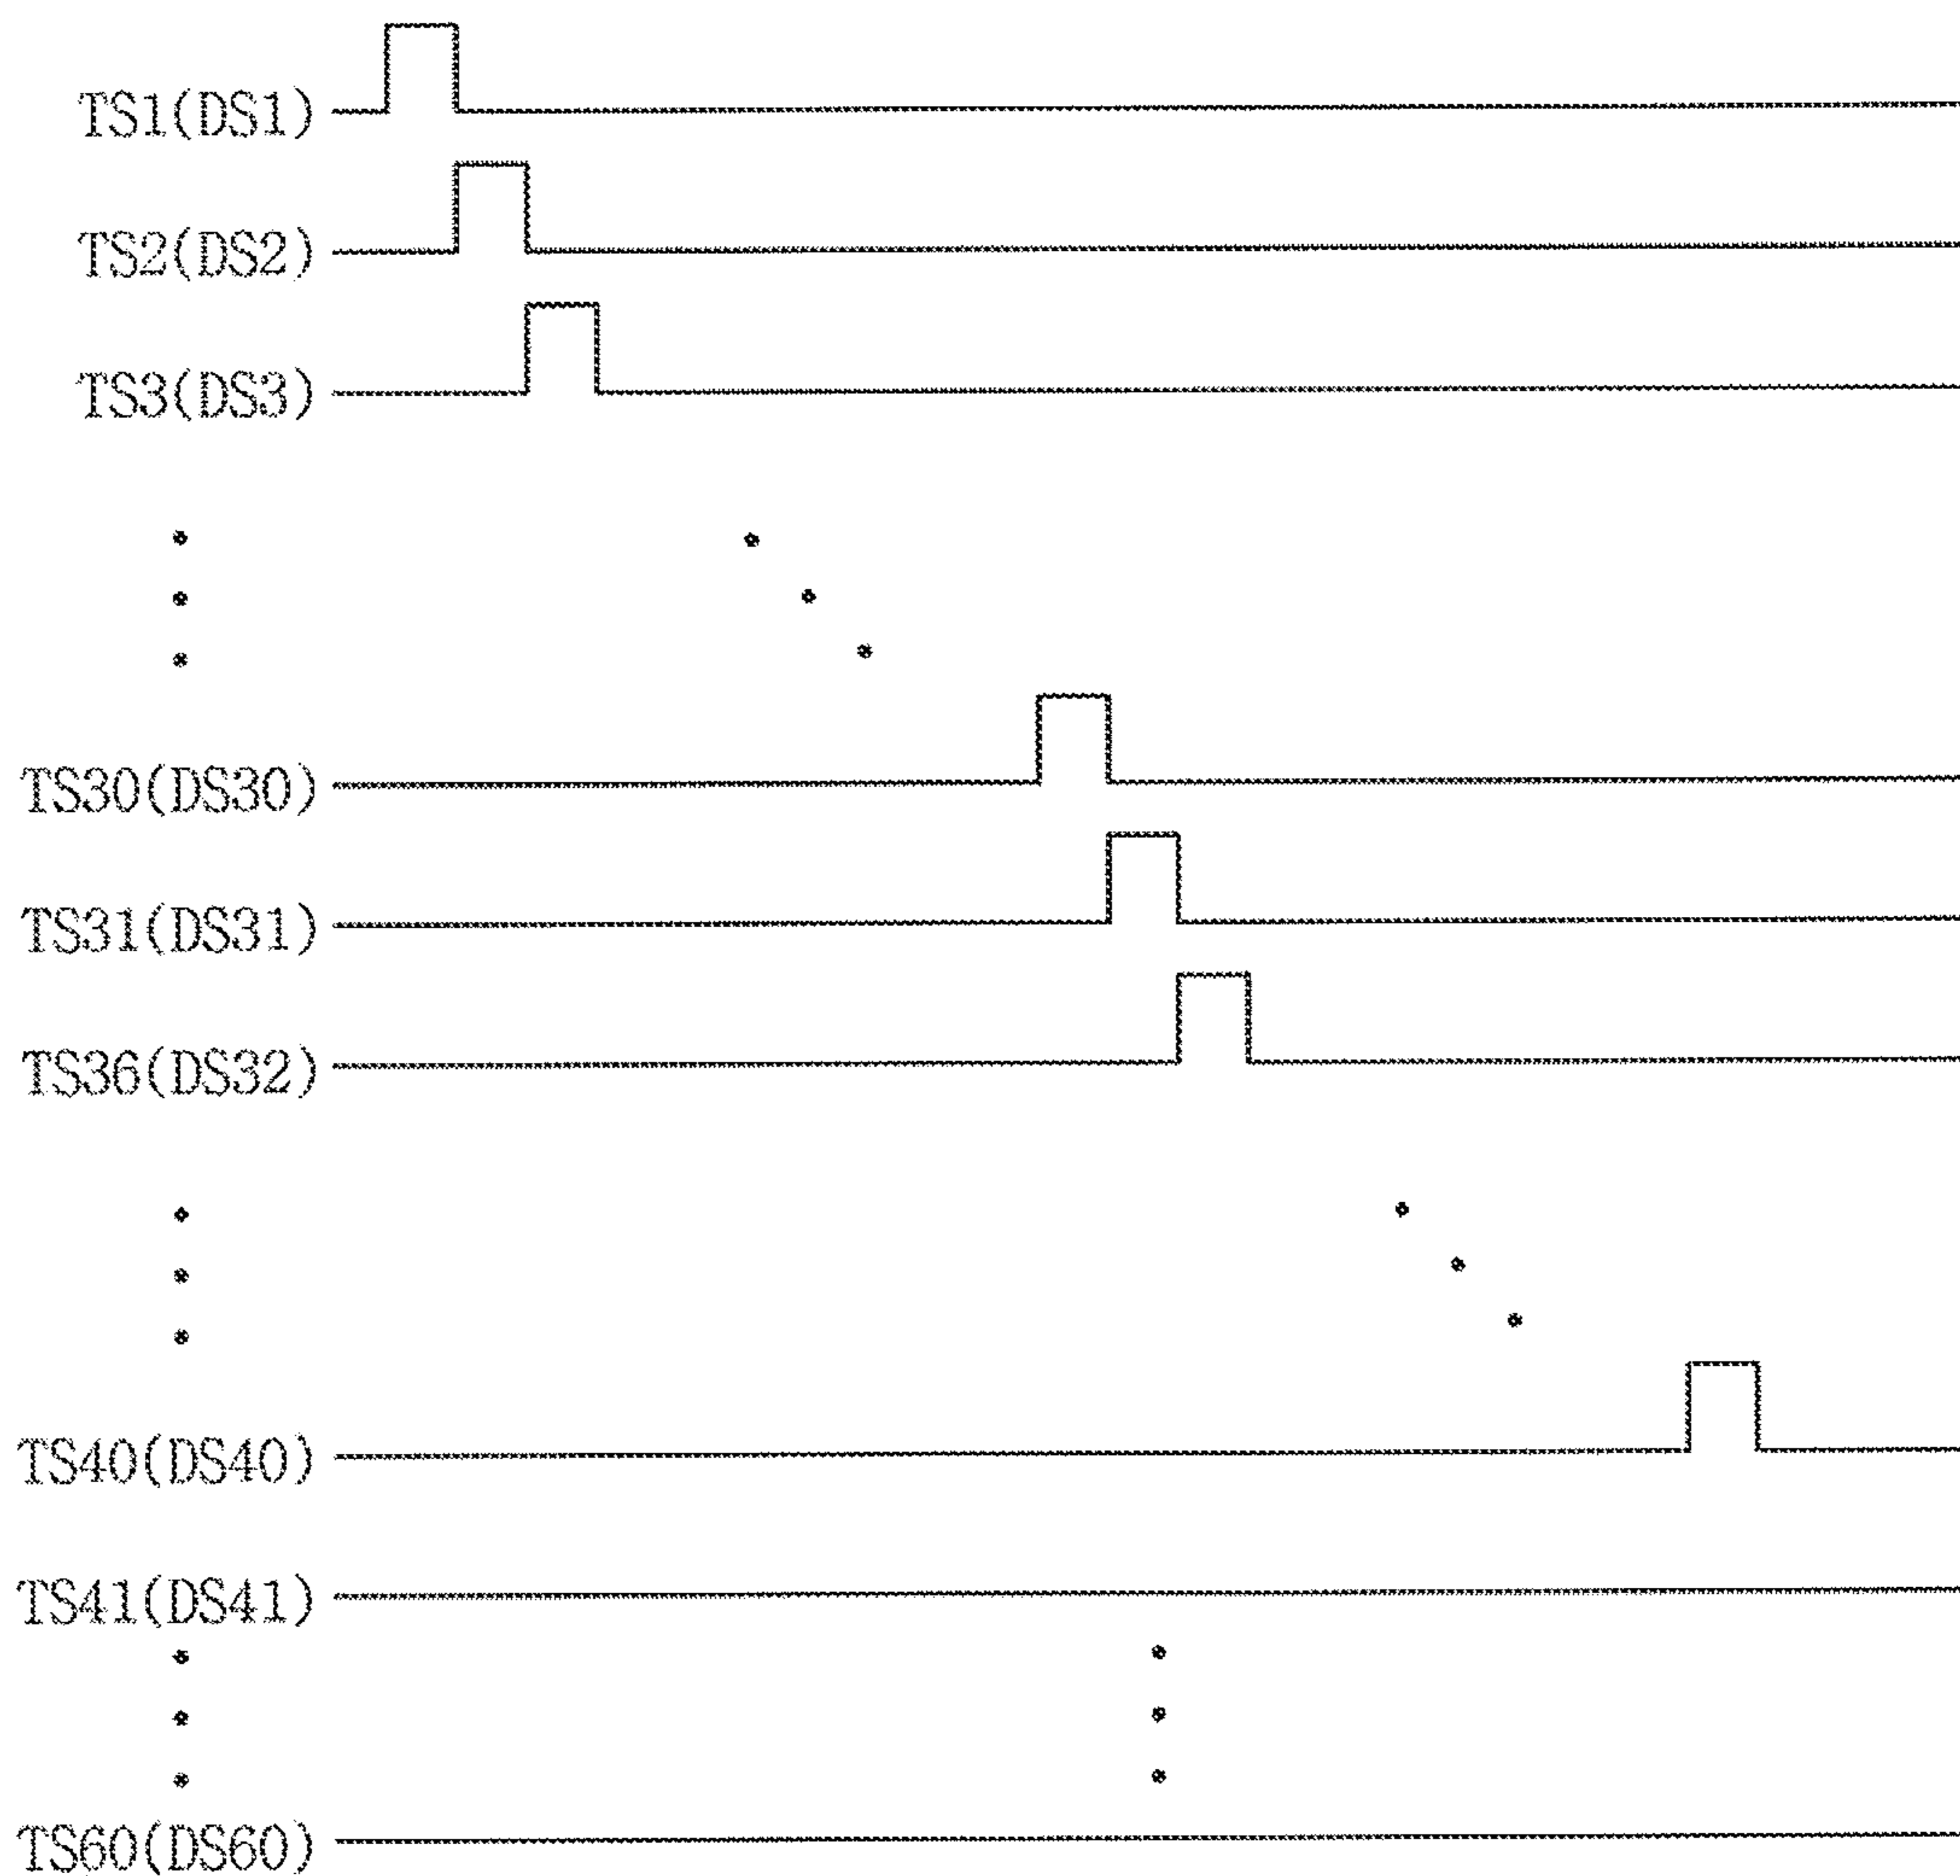 TS1(DS1)
TS2(DS2)
TS3(DS3)
TS30(DS30)
TS31(DS31)
TS36(DS32)
TS40(DS40)
TS41(DS41)
TS60(DS60)